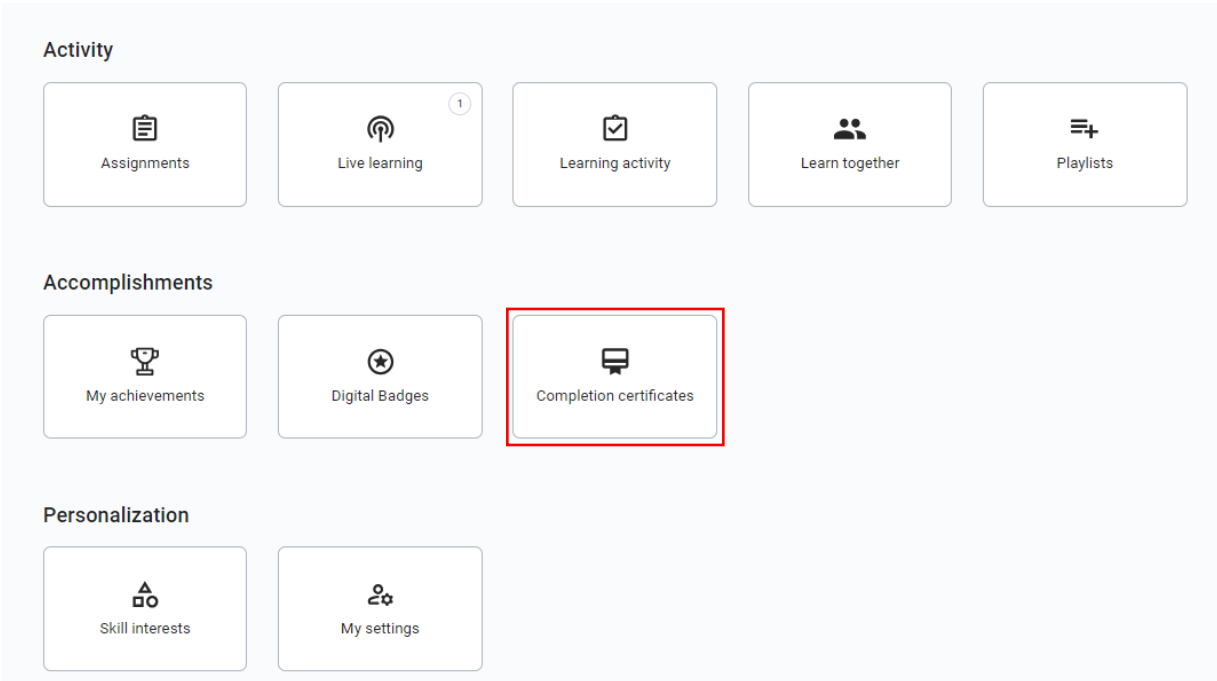 Activity
1
Assignments
Live learning
Learning activity
Learn together
Playlists
Accomplishments
My achievements
Digital Badges
Completion certificates
Personalization
Skill interests
My settings